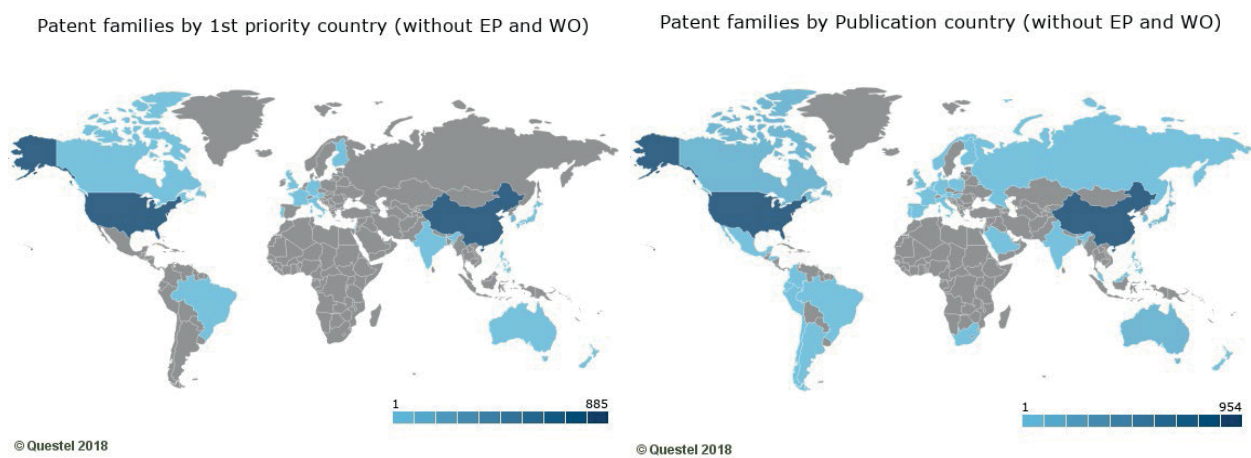 Patent families by 1st priority country (without EP and WO)
1 885
© Questel 2018
Patent families by Publication country (without EP and WO)
1 954
© Questel 2018